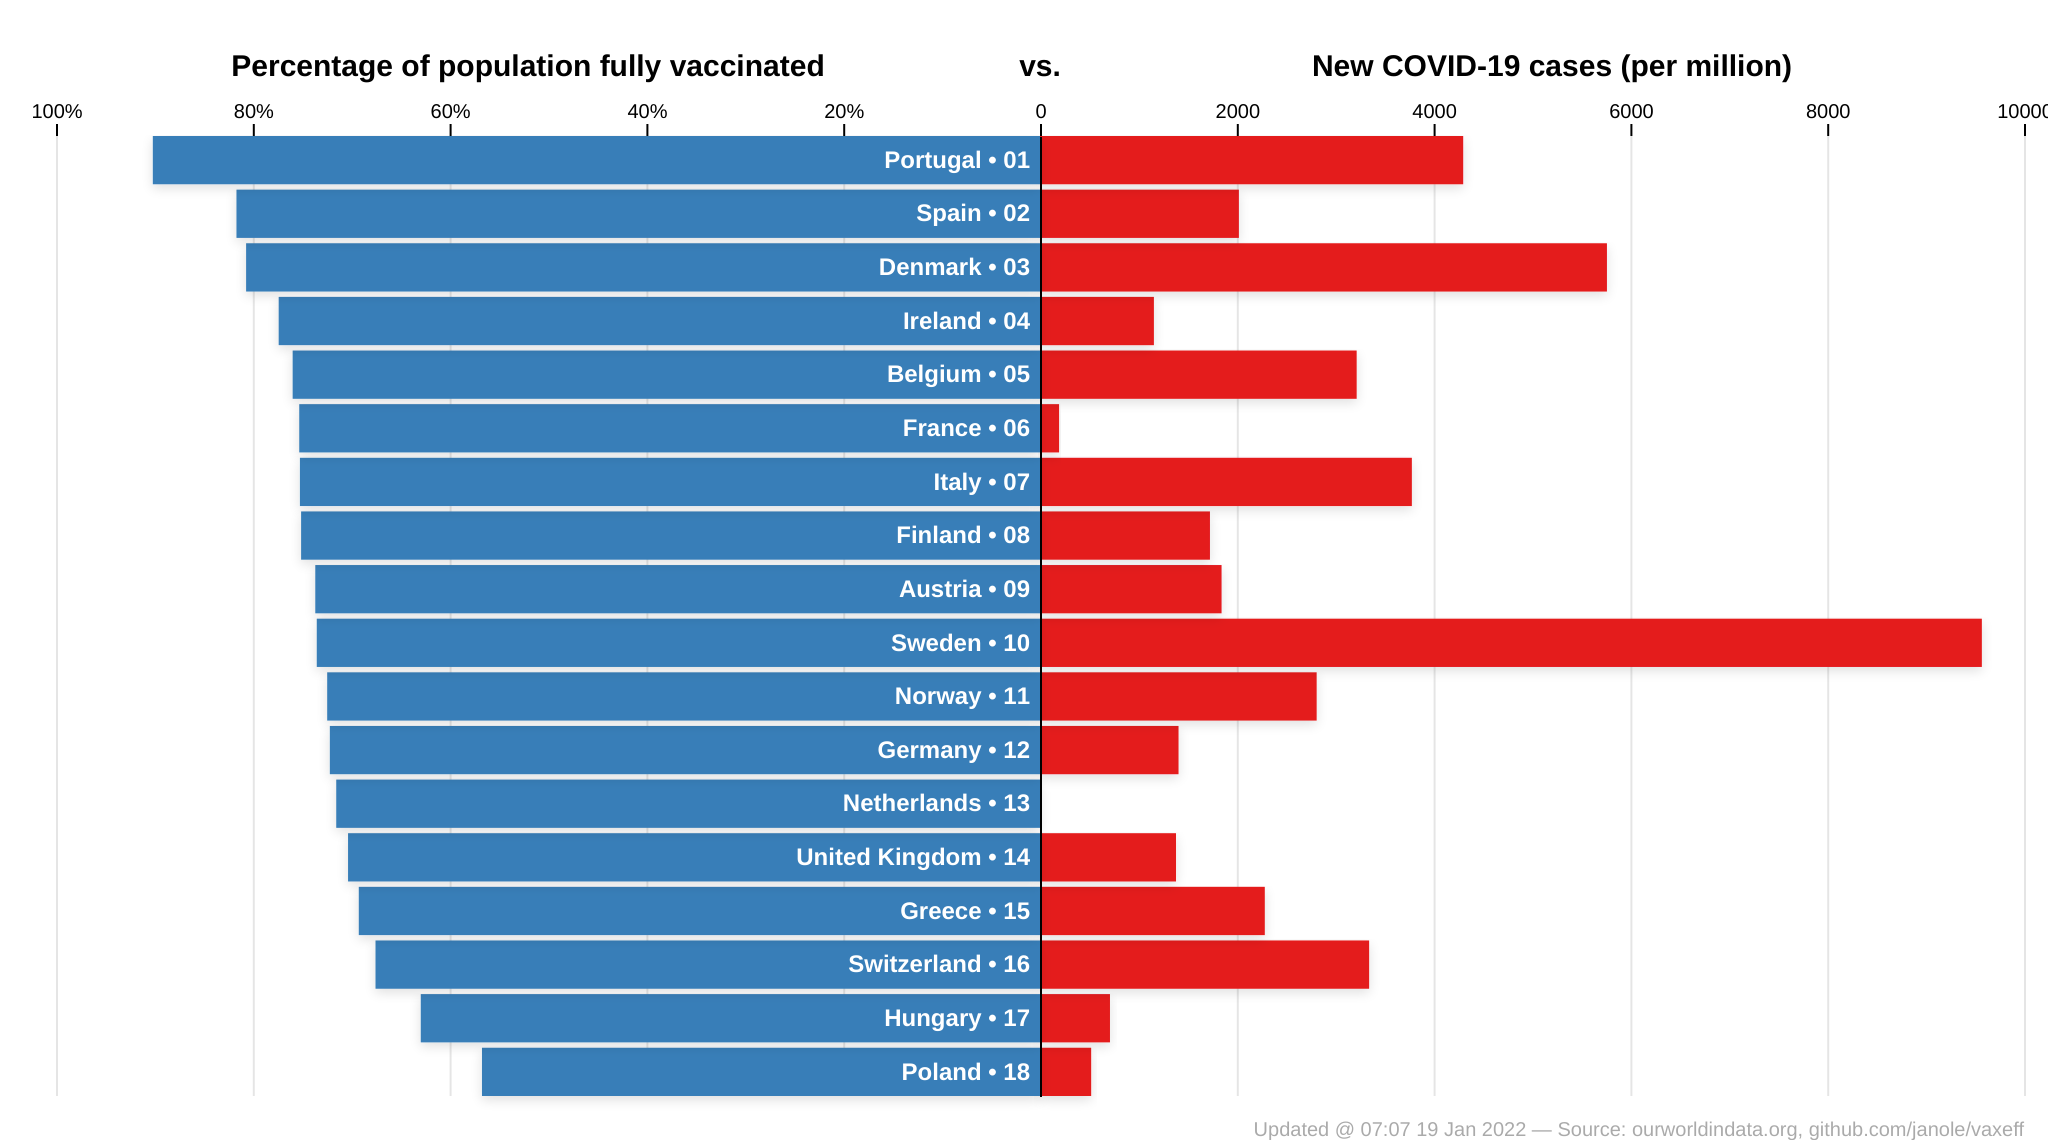 Percentage of population fully vaccinated vs. New COVID-19 cases (per million)
100% 80% 60% 40% 20% 0 2000 4000 6000 8000 10000
Portugal • 01
Spain • 02
Denmark • 03
Ireland • 04
Belgium • 05
France • 06
Italy • 07
Finland • 08
Austria • 09
Sweden • 10
Norway • 11
Germany • 12
Netherlands • 13
United Kingdom • 14
Greece • 15
Switzerland • 16
Hungary • 17
Poland • 18
Updated @ 07:07 19 Jan 2022 — Source: ourworldindata.org, github.com/janole/vaxeff